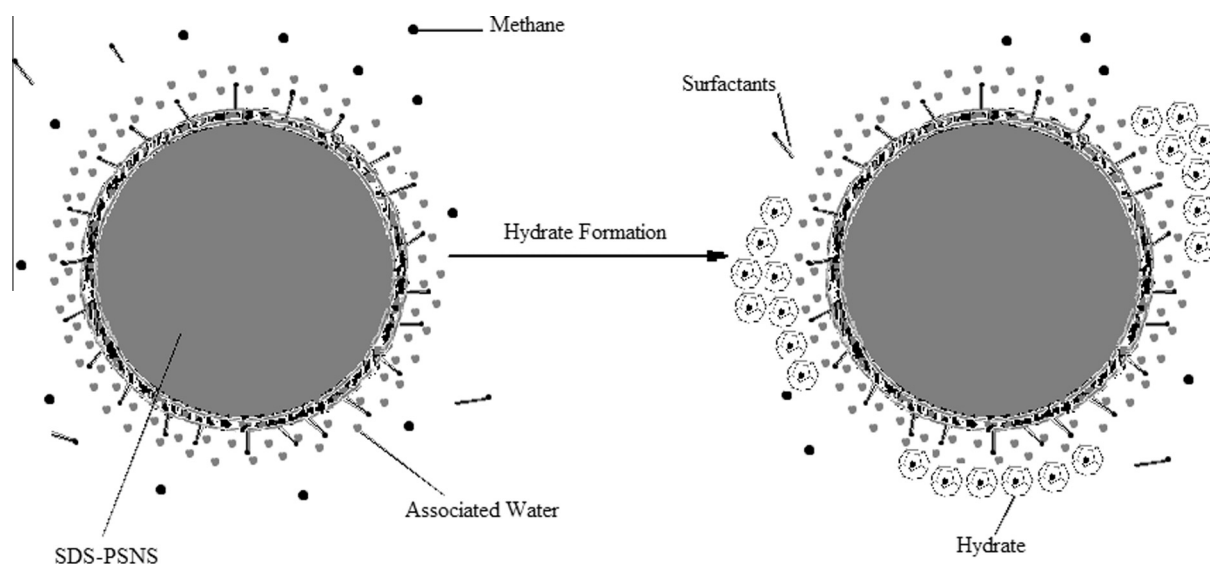 Methane
Surfactants
Hydrate Formation
Associated Water
Hydrate
SDS-PSNS